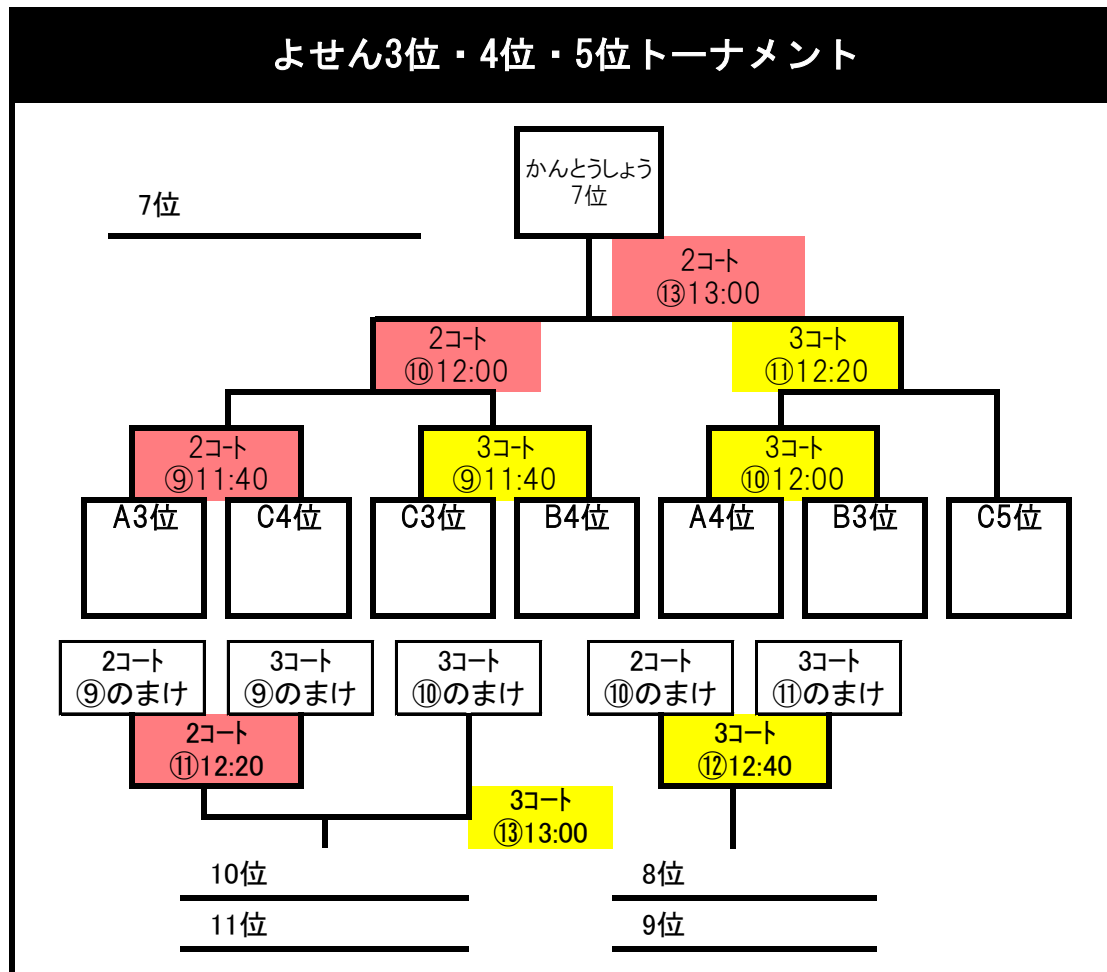 よせん3位・4位・5位トーナメント
かんとうしょう
7位
7位
2コート
⑬13:00
2コート
⑩12:00
3コート
⑪12:20
2コート
⑨11:40
3コート
⑨11:40
3コート
⑩12:00
A3位
C4位
C3位
B4位
A4位
B3位
C5位
2コート
⑨のまけ
3コート
⑨のまけ
3コート
⑩のまけ
2コート
⑩のまけ
3コート
⑪のまけ
2コート
⑪12:20
3コート
⑫12:40
3コート
⑬13:00
10位
8位
11位
9位